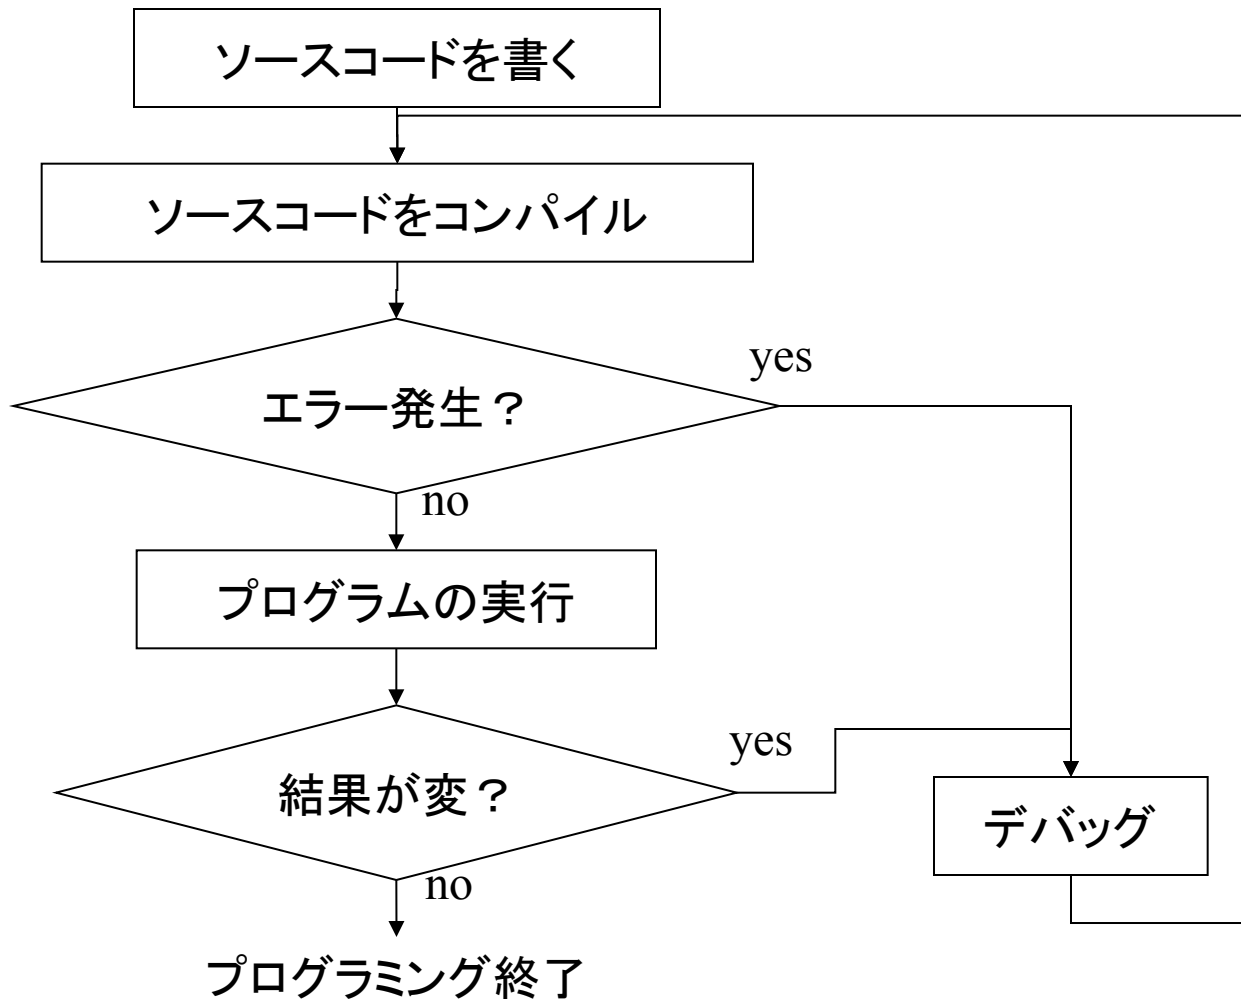 ソースコードを書く
ソースコードをコンパイル
yes
エラー発生？
no
プログラムの実行
yes
結果が変？
デバッグ
no
プログラミング終了